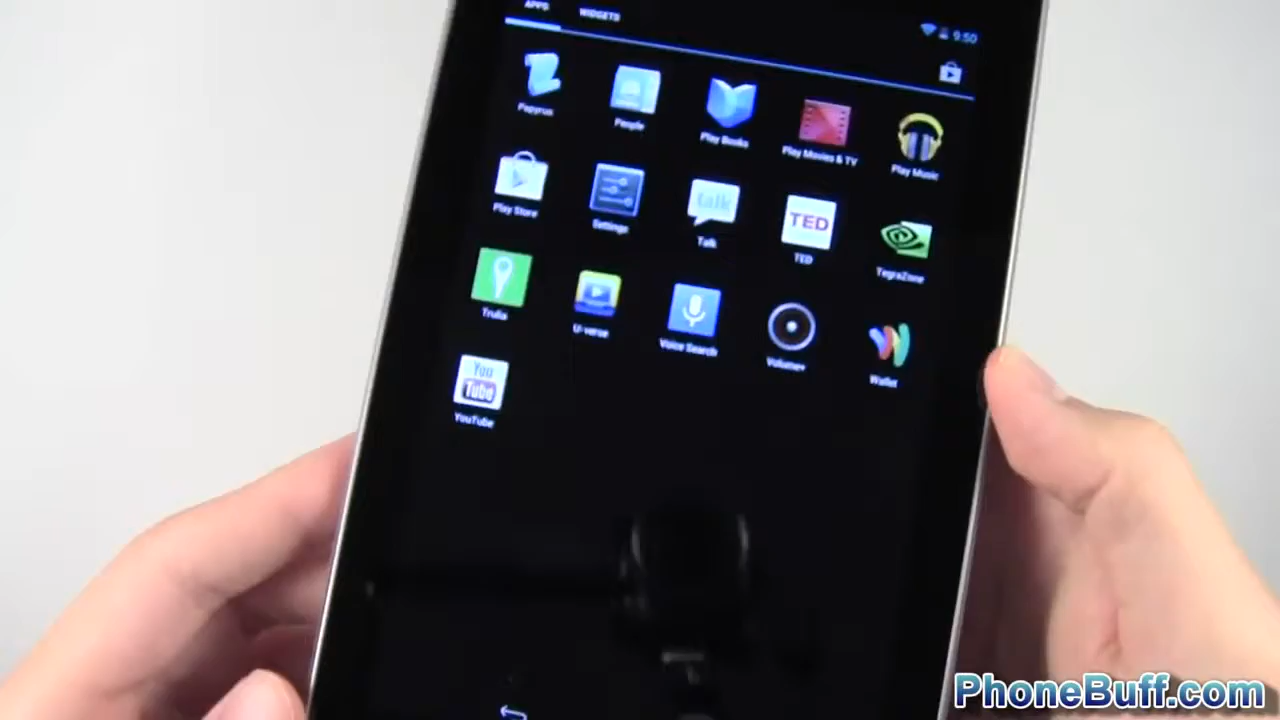 APPS WIDGETS
9:50
Papyrus People Play Books Play Movies & TV Play Music
Play Store Settings talk Talk TED TED TegraZone
Trulia U-verse Voice Search Volume+ Wallet
You
Tube
YouTube
PhoneBuff.com